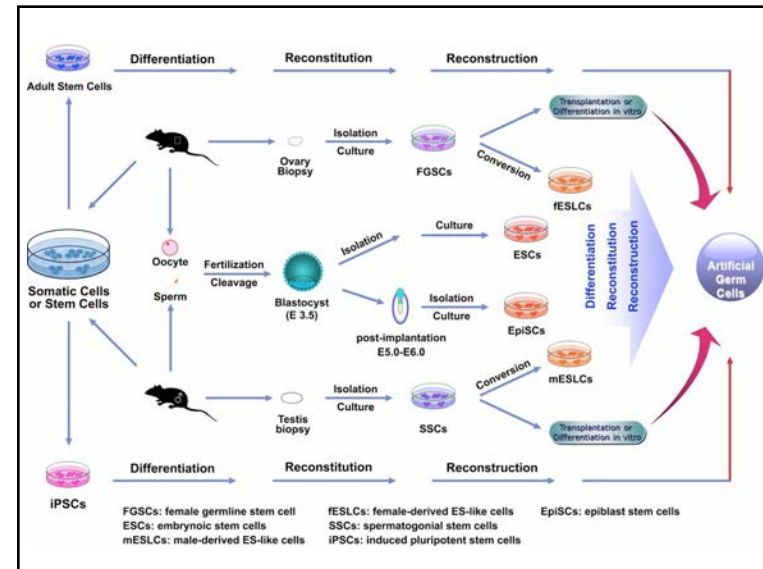 Differentiation
Reconstitution
Reconstruction
Adult Stem Cells
Transplantation or
Differentiation in vitro
Isolation
Culture
Ovary
Biopsy
FGSCs
Conversion
fESLCs
Somatic Cells
or Stem Cells
Oocyte
Sperm
Fertilization
Cleavage
Blastocyst
(E 3.5)
Isolation
Culture
ESCs
post-implantation
E5.0-E6.0
Isolation
Culture
EpiSCs
Differentiation
Reconstitution
Reconstruction
Artificial
Germ
Cells
Testis
biopsy
Isolation
Culture
SSCs
Conversion
mESLCs
Transplantation or
Differentiation in vitro
iPSCs
Differentiation
Reconstitution
Reconstruction
FGSCs: female germline stem cell
fESLCs: female-derived ES-like cells
EpiSCs: epiblast stem cells
ESCs: embrynoic stem cells
SSCs: spermatogonial stem cells
mESLCs: male-derived ES-like cells
iPSCs: induced pluripotent stem cells